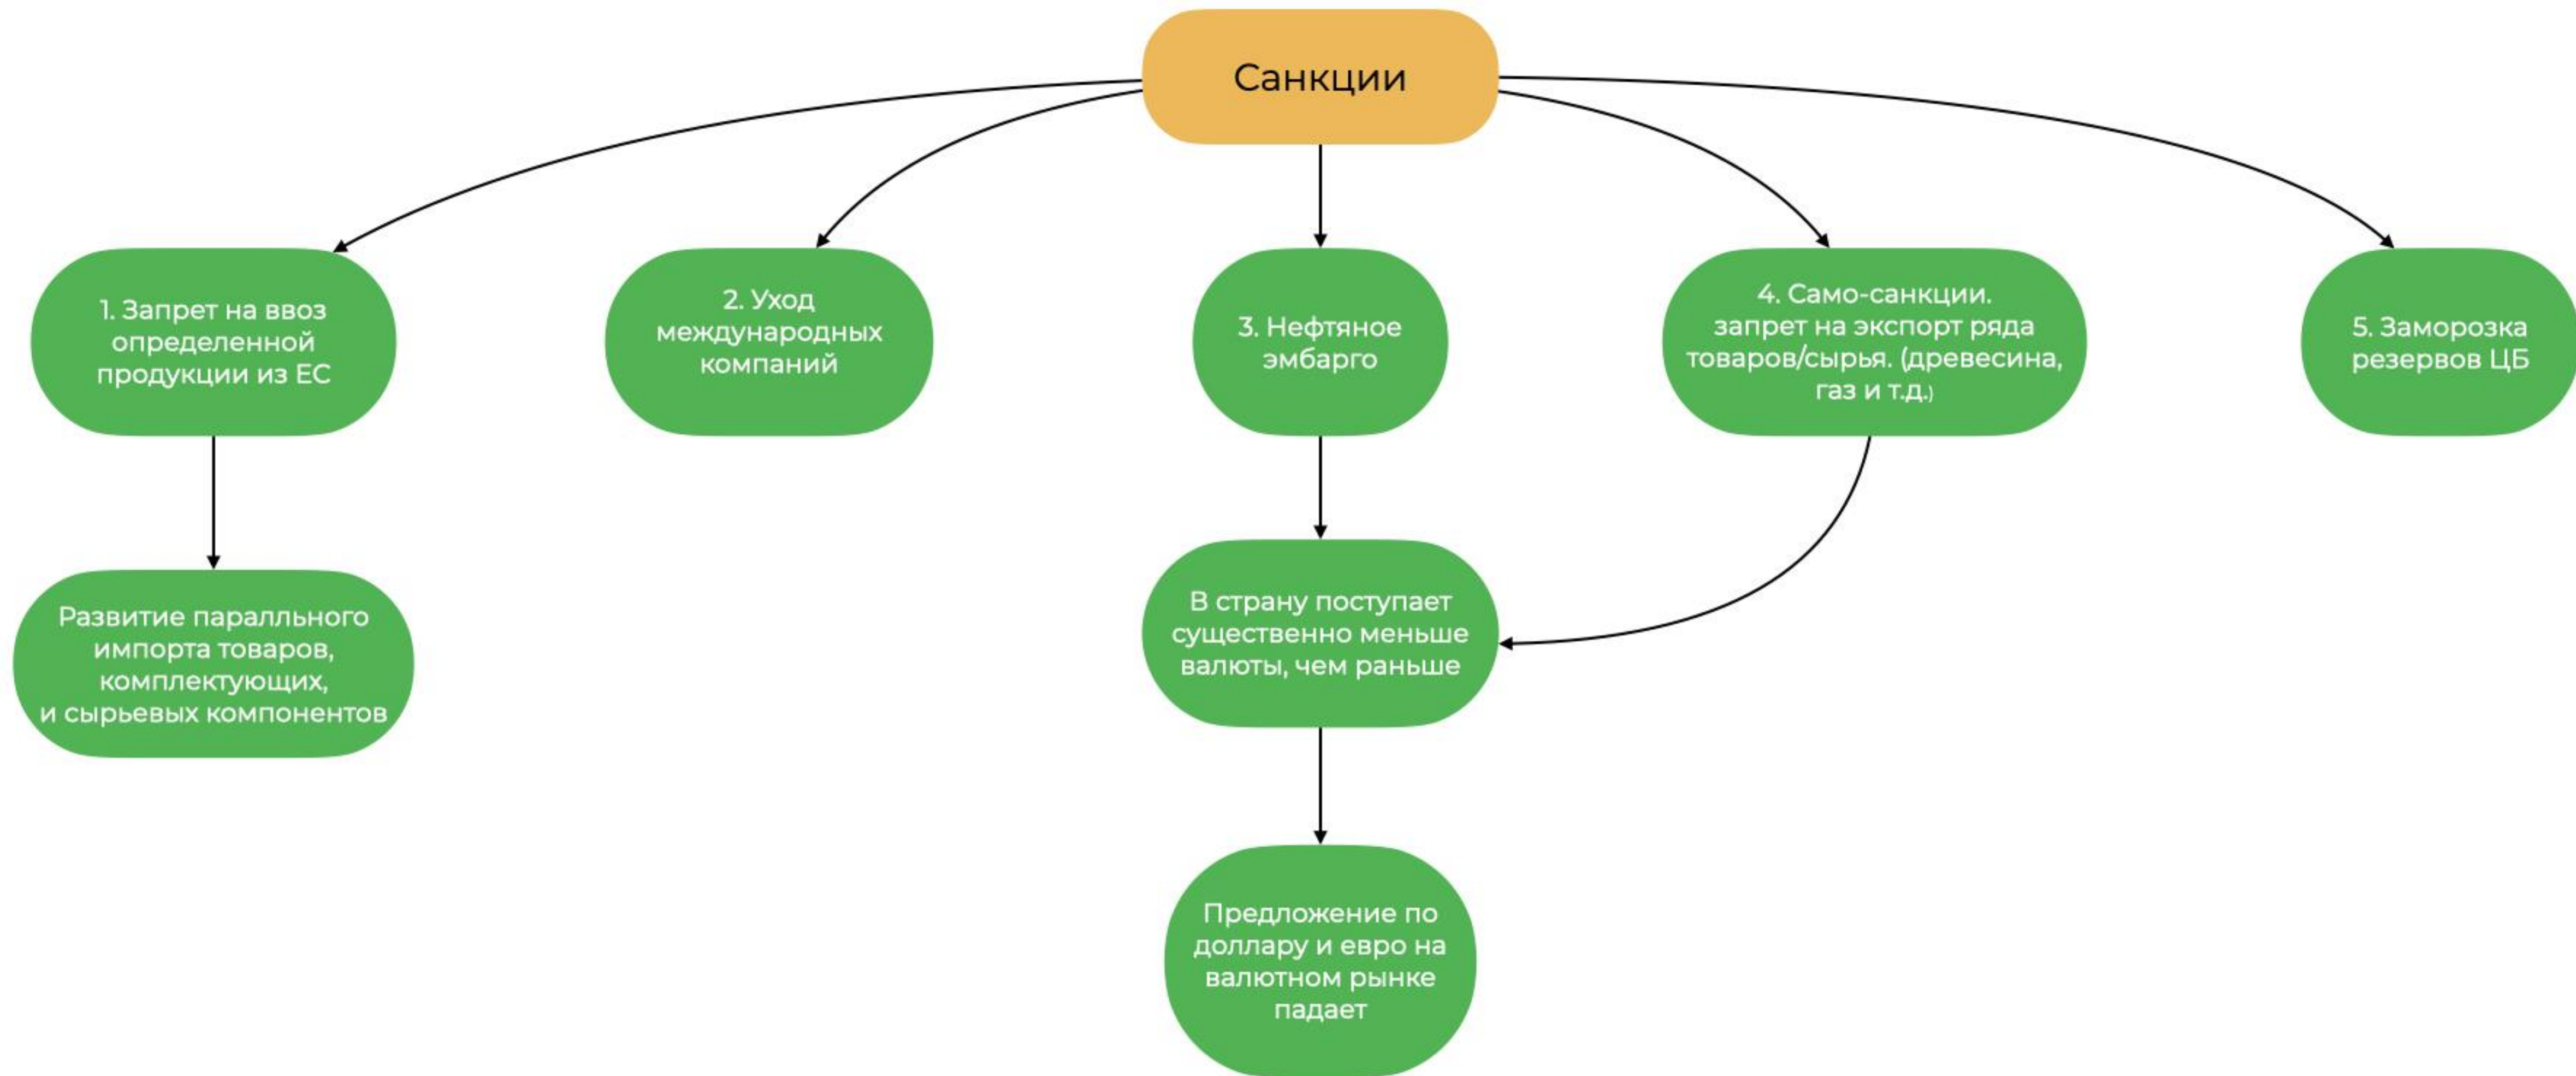 Санкции
1. Запрет на ввоз
определенной
продукции из ЕС
2. Уход
международных
компаний
3. Нефтяное
эмбарго
4. Само-санкции.
запрет на экспорт ряда
товаров/сырья. (древесина,
газ и т.д.)
5. Заморозка
резервов ЦБ
Развитие паралльного
импорта товаров,
комплектующих,
и сырьевых компонентов
В страну поступает
существенно меньше
валюты, чем раньше
Предложение по
доллару и евро на
валютном рынке
падает